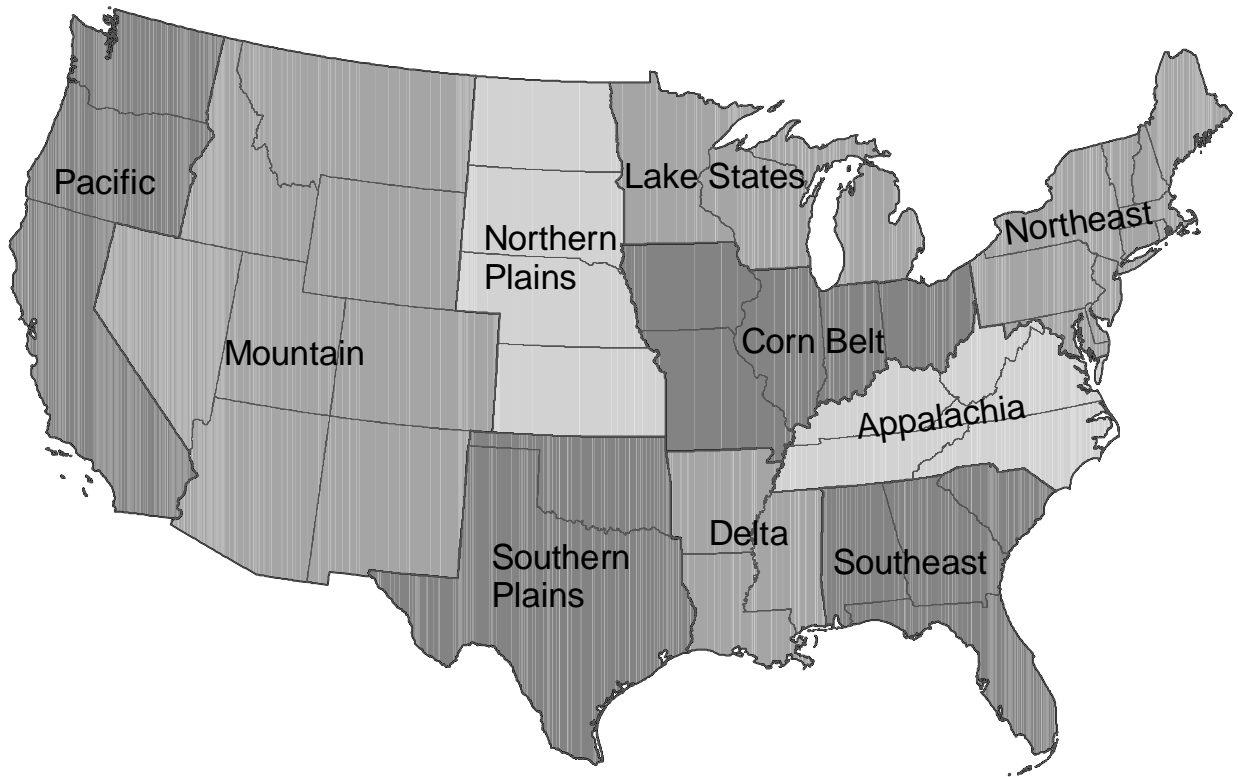 Pacific
Lake States
Northeast
Northern
Plains
Mountain
Corn Belt
Appalachia
Delta
Southern
Plains
Southeast